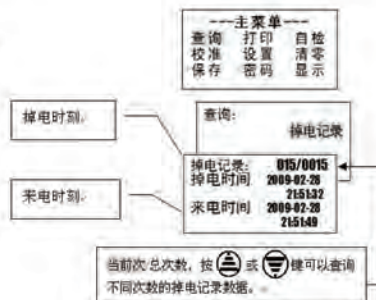 ---主菜单---
查询 打印 自检
校准 设置 清零
保存 密码 显示
查询:
掉电记录
掉电时刻.
掉电记录: 015/0015
掉电时间 2009-02-28
21:51:32
来电时间 2009-02-28
21:51:49
来电时刻.
当前次/总次数, 按 或 键可以查询
不同次数的掉电记录数据。